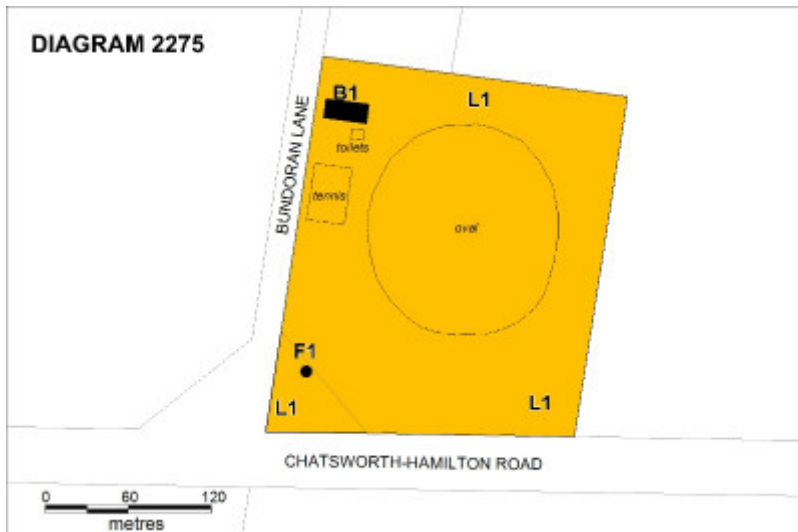 DIAGRAM 2275
B1
L1
toilets
BUNDORAN LANE
tennis
oval
F1
L1
L1
CHATSWORTH-HAMILTON ROAD
0 60 120
metres